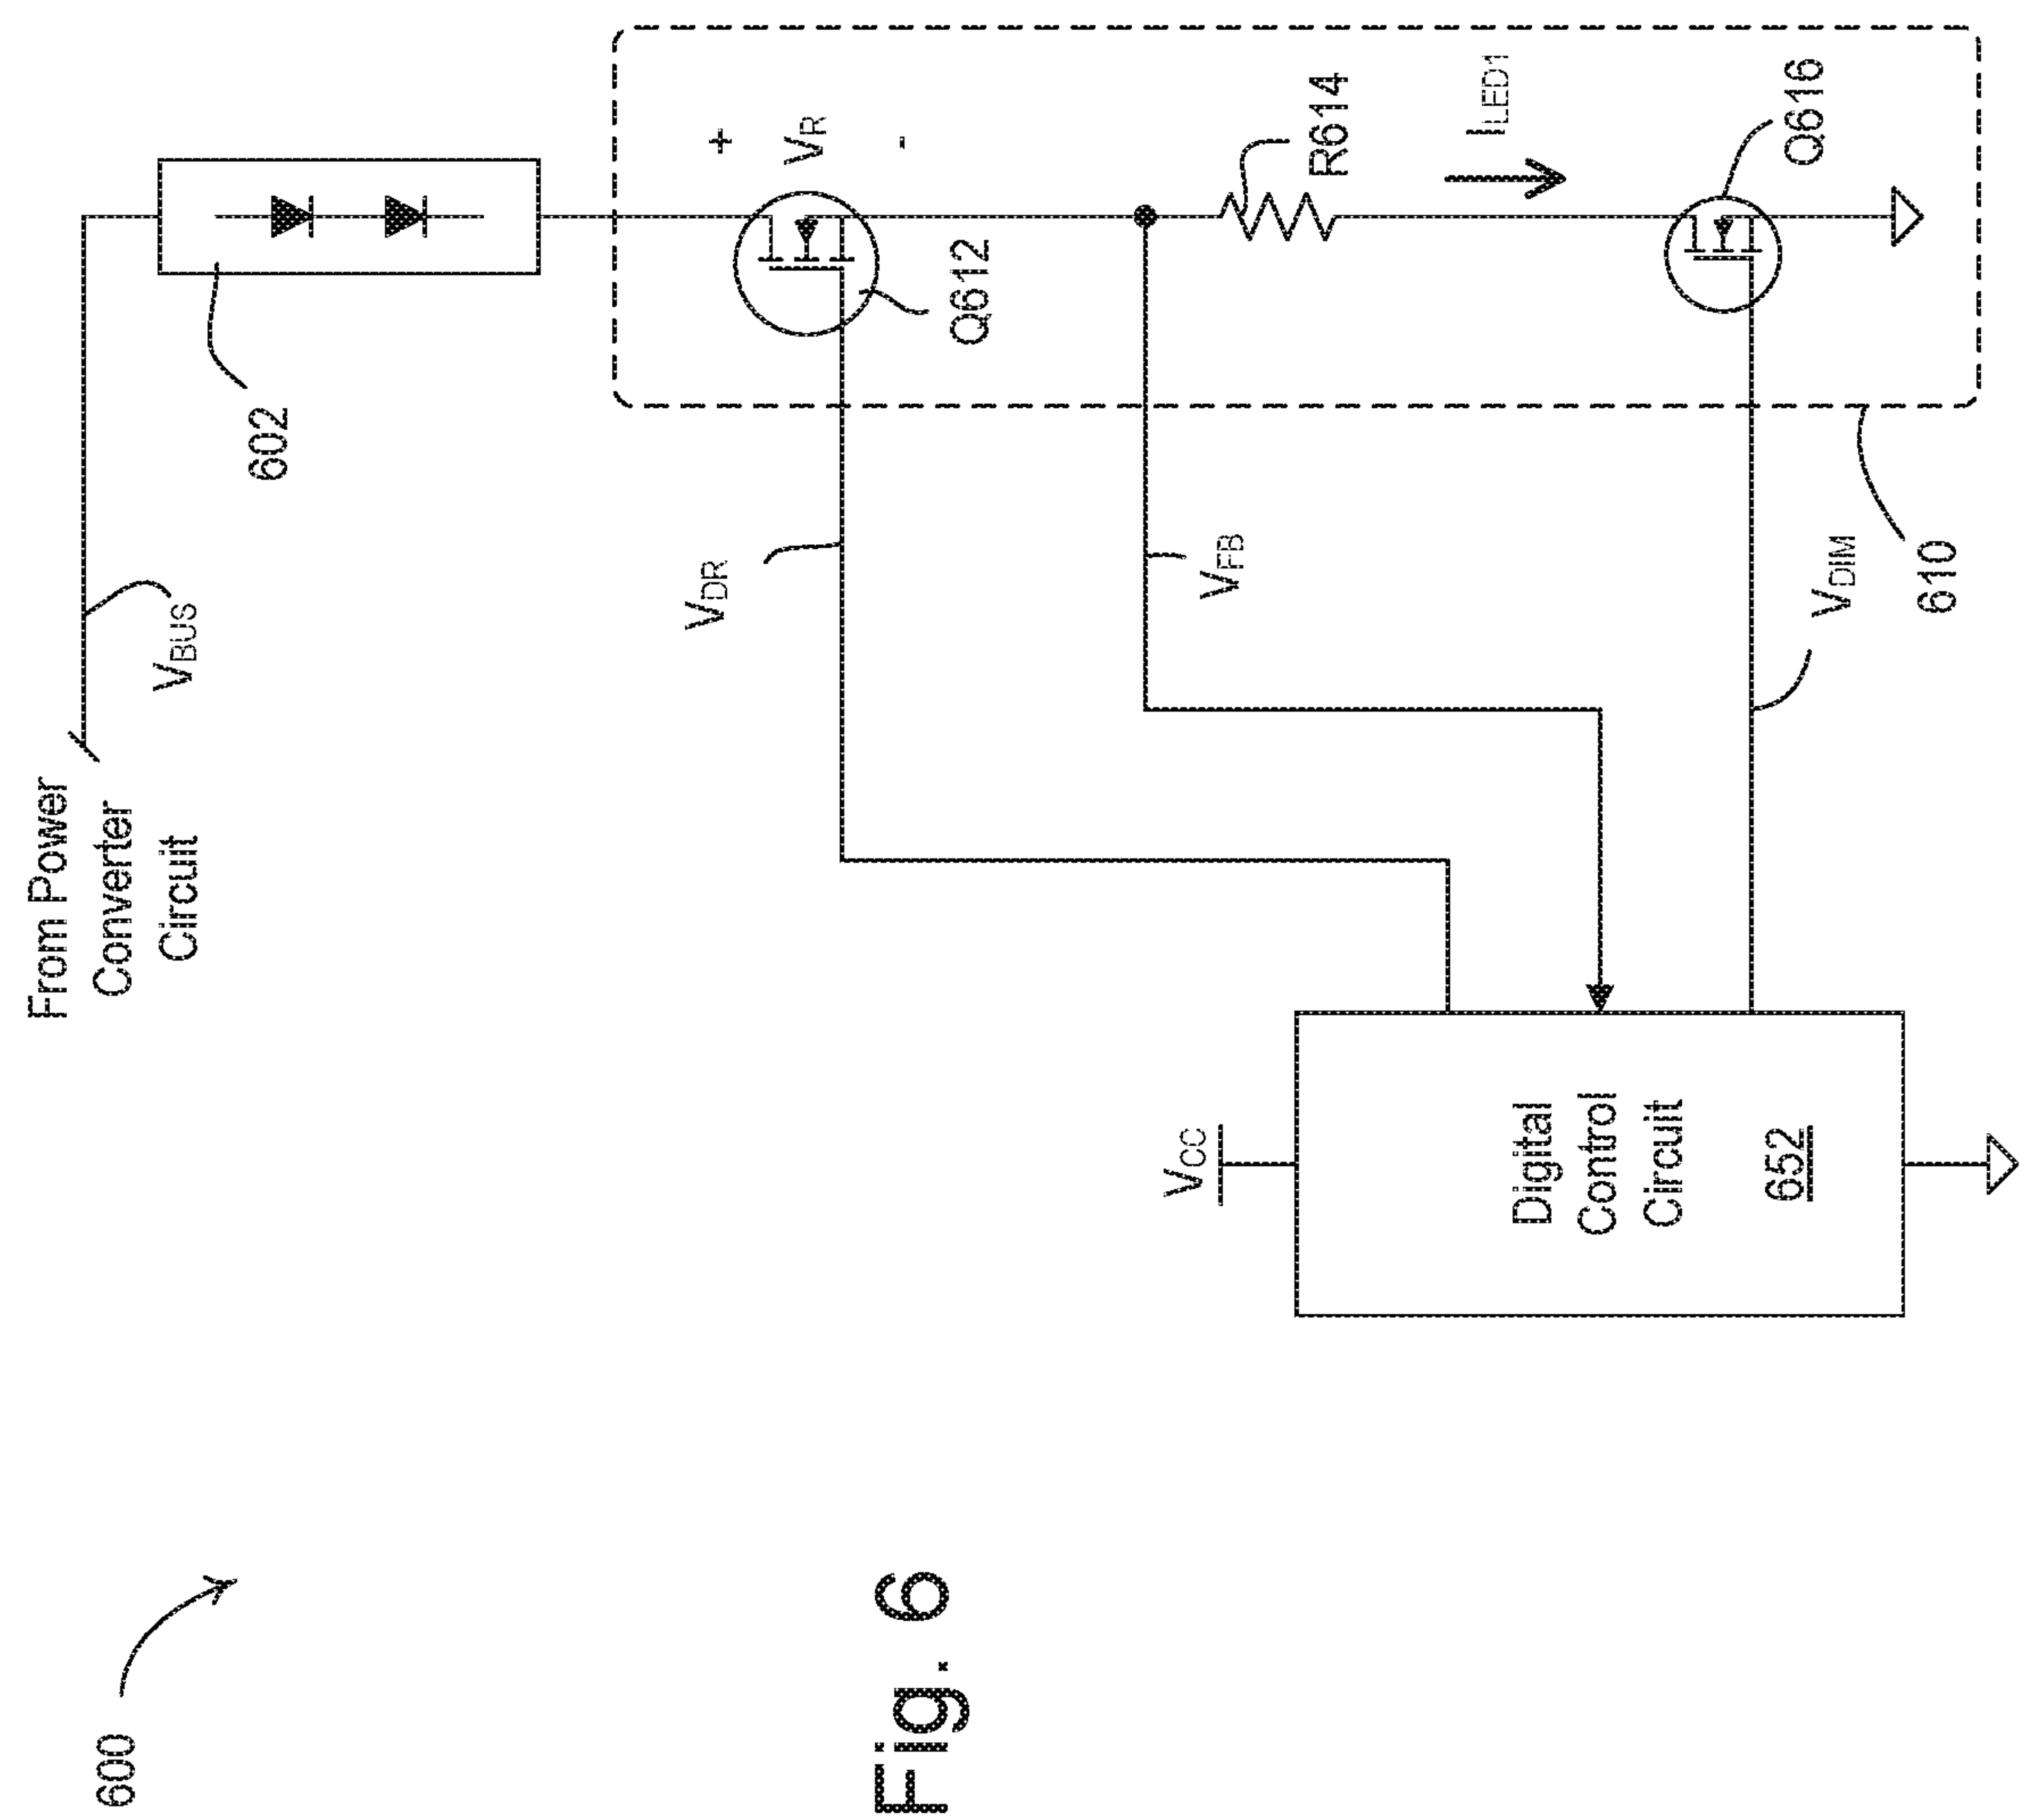 600
From Power
Converter
Circuit
V_BUS
602
+
V_R
-
Q612
V_DR
V_FB
R614
I_LED1
Q616
V_DIM
610
V_CC
Digital
Control
Circuit
652
Fig. 6